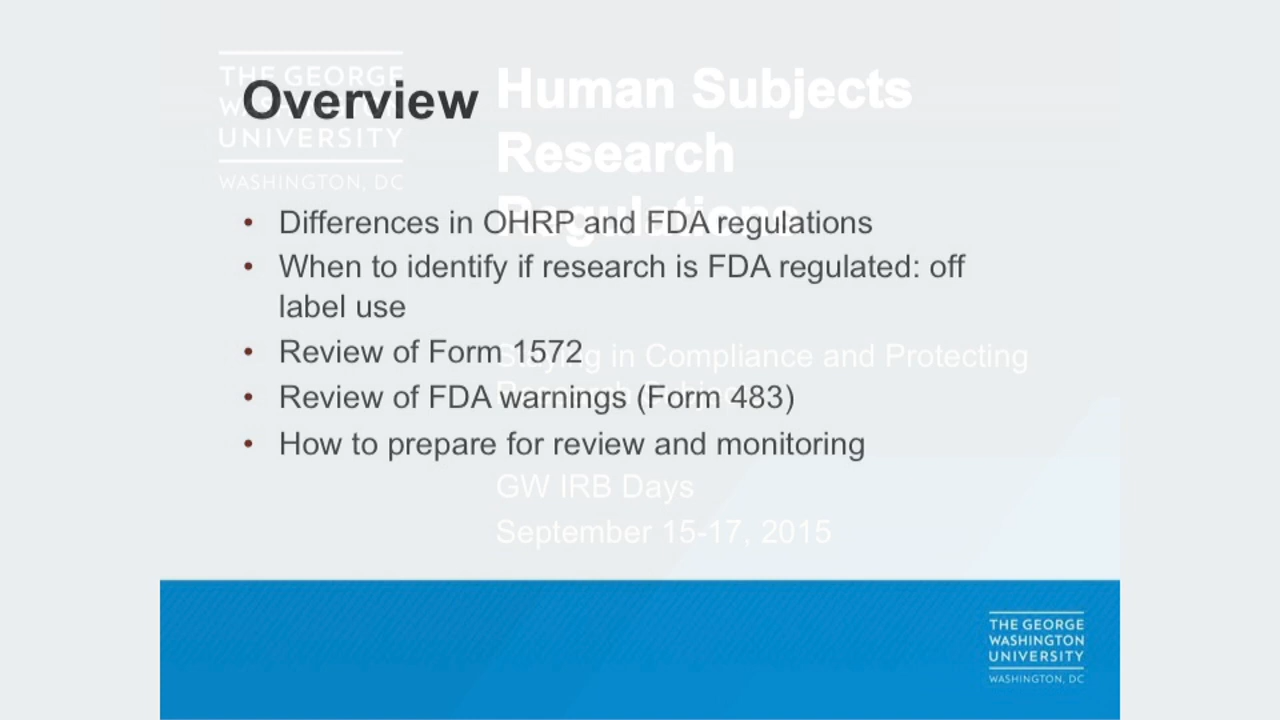 THE GEORGE
WASHINGTON
UNIVERSITY
WASHINGTON, DC
Human Subjects
Research
Regulations
Overview
• Differences in OHRP and FDA regulations
• When to identify if research is FDA regulated: off
label use
• Review of Form 1572
• Review of FDA warnings (Form 483)
• How to prepare for review and monitoring
Staying in Compliance and Protecting
GW IRB Days
September 15-17, 2015
THE GEORGE
WASHINGTON
UNIVERSITY
WASHINGTON, DC